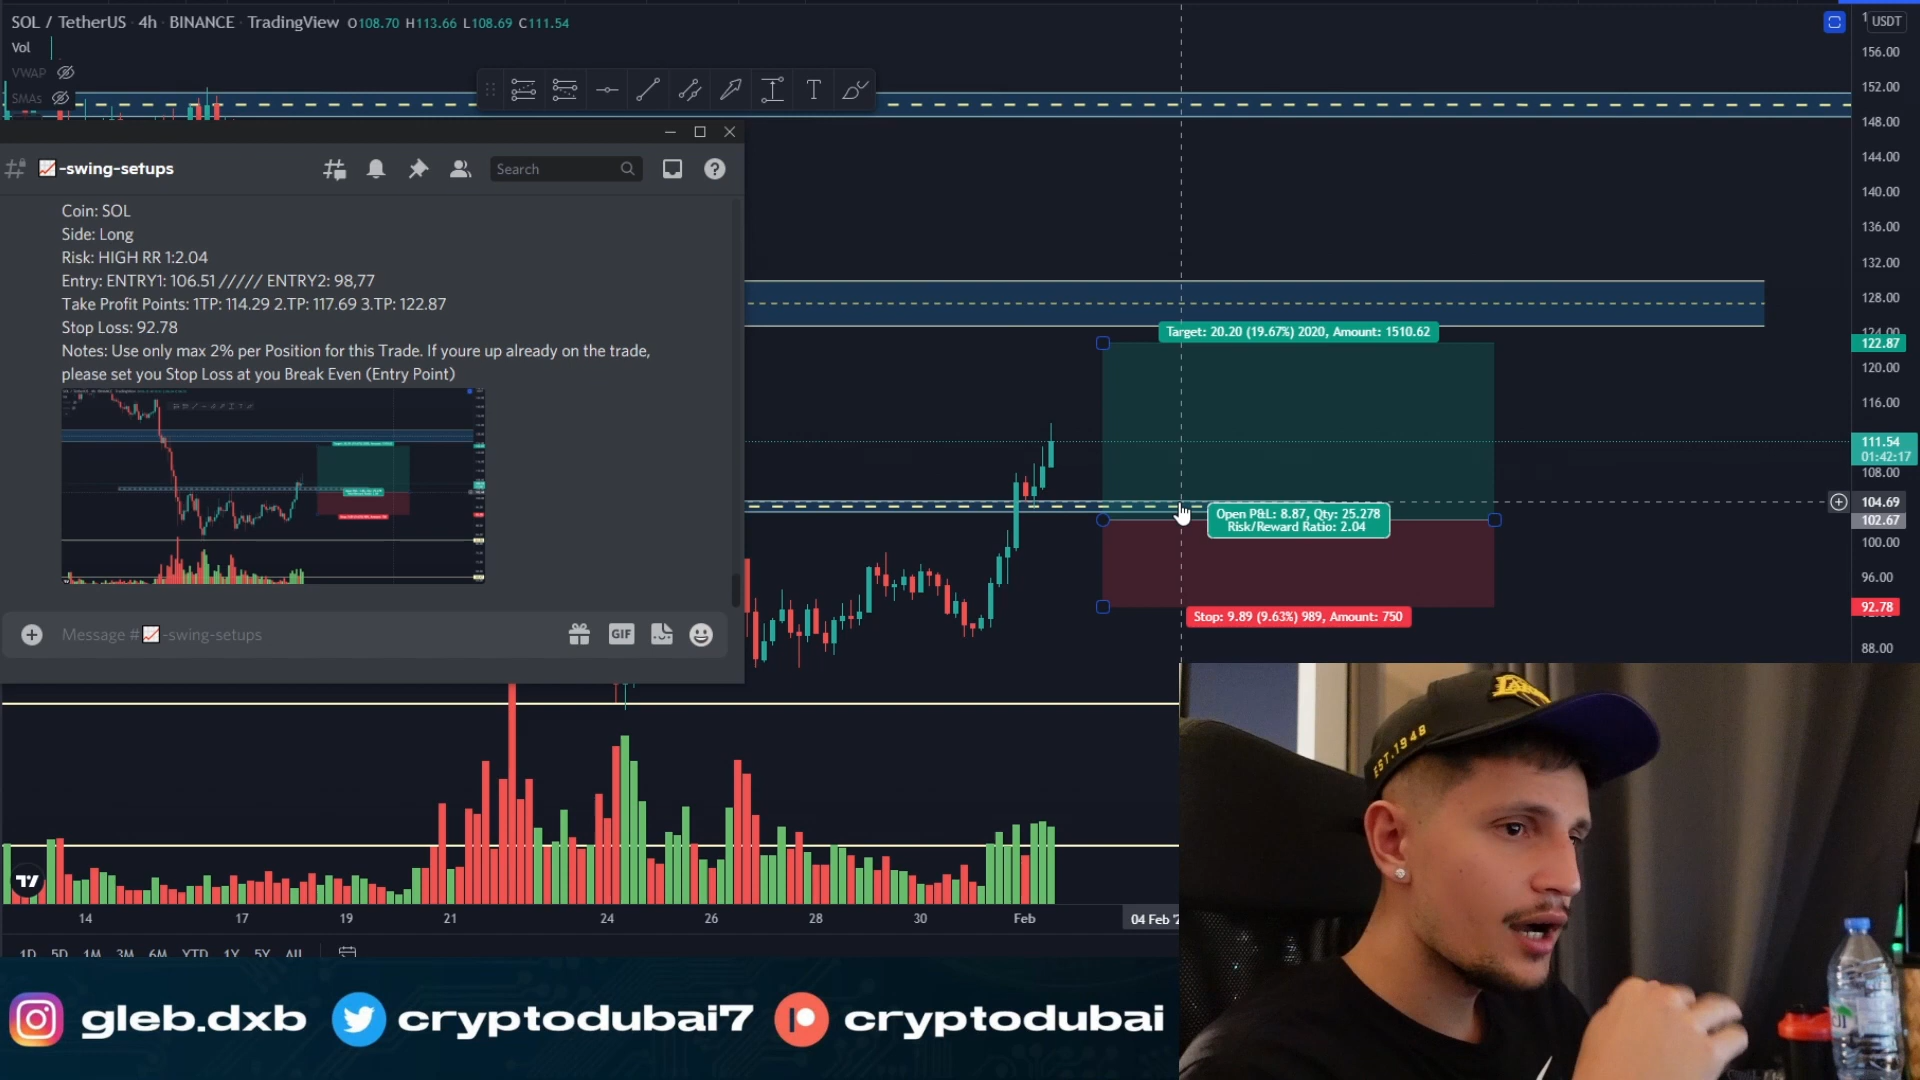 SOL / TetherUS · 4h · BINANCE · TradingView O108.70 H113.66 L108.69 C111.54
USDT
Vol
VWAP
SMAs
156.00
152.00
148.00
144.00
140.00
136.00
132.00
128.00
124.00
122.87
120.00
116.00
111.54
01:42:17
108.00
104.69
102.67
100.00
96.00
92.78
88.00
-swing-setups
Search
Coin: SOL
Side: Long
Risk: HIGH RR 1:2.04
Entry: ENTRY1: 106.51 ///// ENTRY2: 98,77
Take Profit Points: 1TP: 114.29 2.TP: 117.69 3.TP: 122.87
Stop Loss: 92.78
Notes: Use only max 2% per Position for this Trade. If youre up already on the trade,
please set you Stop Loss at you Break Even (Entry Point)
Message # -swing-setups
GIF
Target: 20.20 (19.67%) 2020, Amount: 1510.62
Open P&L: 8.87, Qty: 25.278
Risk/Reward Ratio: 2.04
Stop: 9.89 (9.63%) 989, Amount: 750
14 17 19 21 24 26 28 30 Feb 04 Feb
1D 5D 1M 3M 6M YTD 1Y 5Y All
gleb.dxb cryptodubai7 cryptodubai
EST.1948